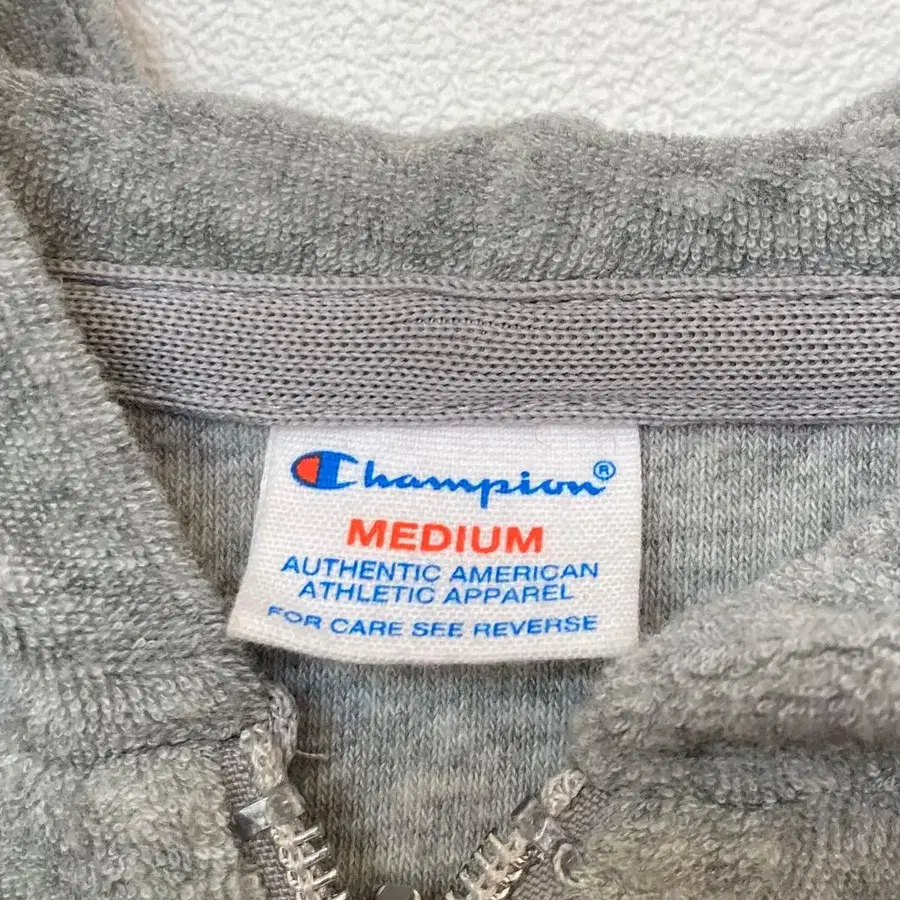 Champion®
MEDIUM
AUTHENTIC AMERICAN
ATHLETIC APPAREL
FOR CARE SEE REVERSE